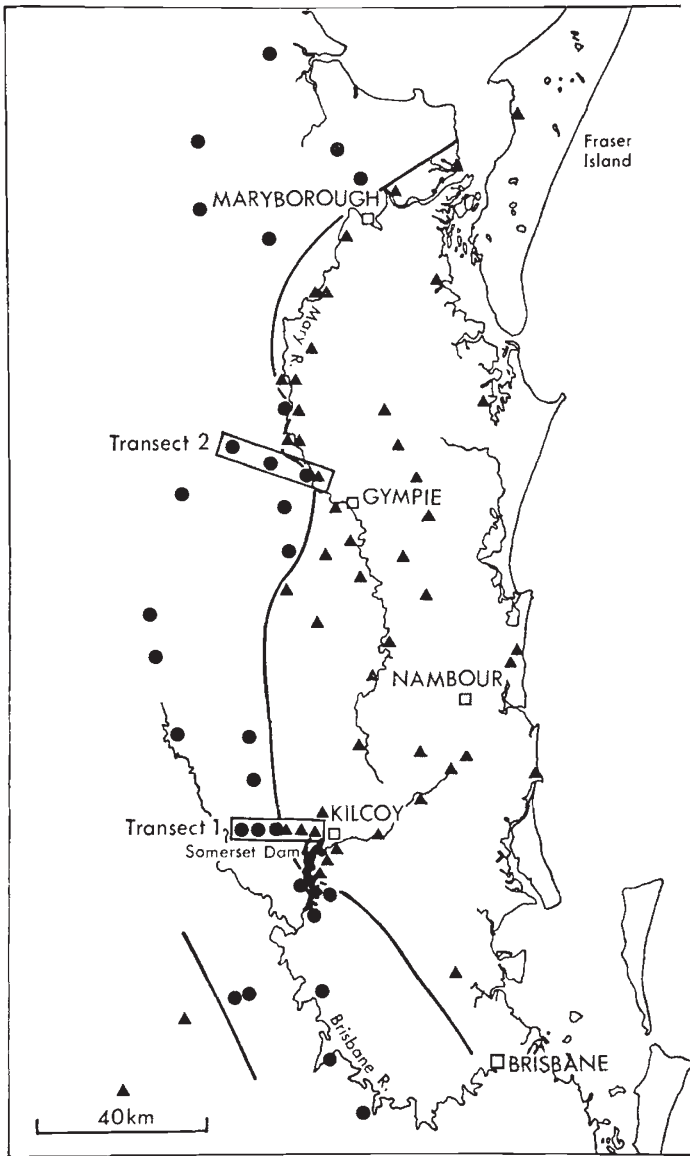 Fraser
Island
MARYBOROUGH
Mary R.
Transect 2
GYMPIE
NAMBOUR
KILCOY
Transect 1
Somerset Dam
Brisbane R.
BRISBANE
40km